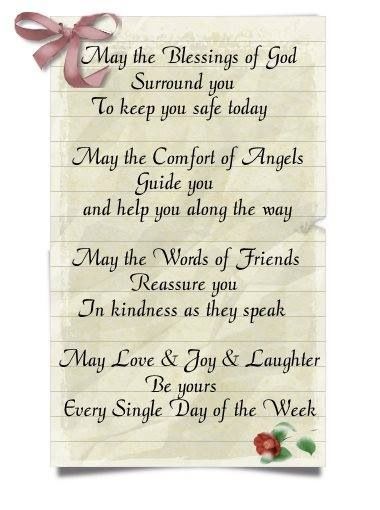 May the Blessings of God
Surround you
To keep you safe today
May the Comfort of Angels
Guide you
and help you along the way
May the Words of Friends
Reassure you
In kindness as they speak
May Love & Joy & Laughter
Be yours
Every Single Day of the Week